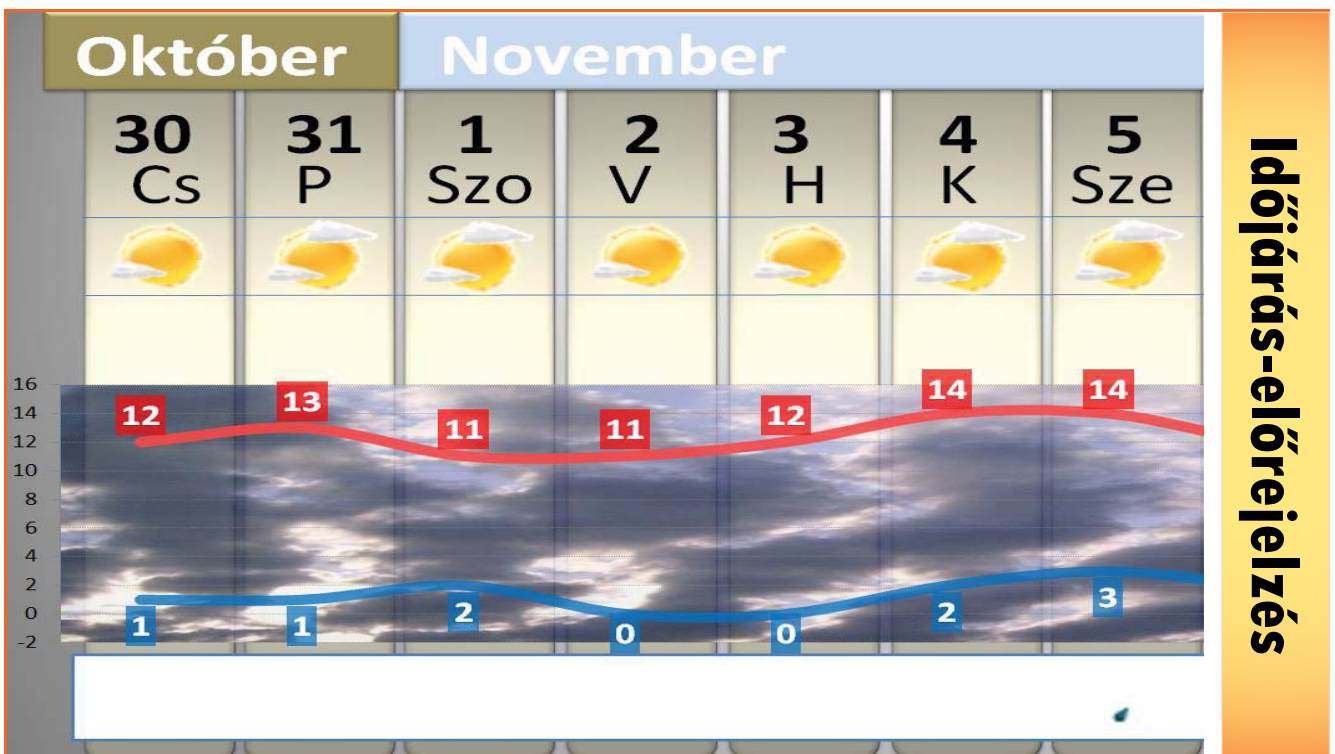 Október November
30 31 1 2 3 4 5
Cs P Szo V H K Sze
16
14
12
10
8
6
4
2
0
-2
12 13 11 11 12 14 14
1 1 2 0 0 2 3
Időjárás-előrejelzés